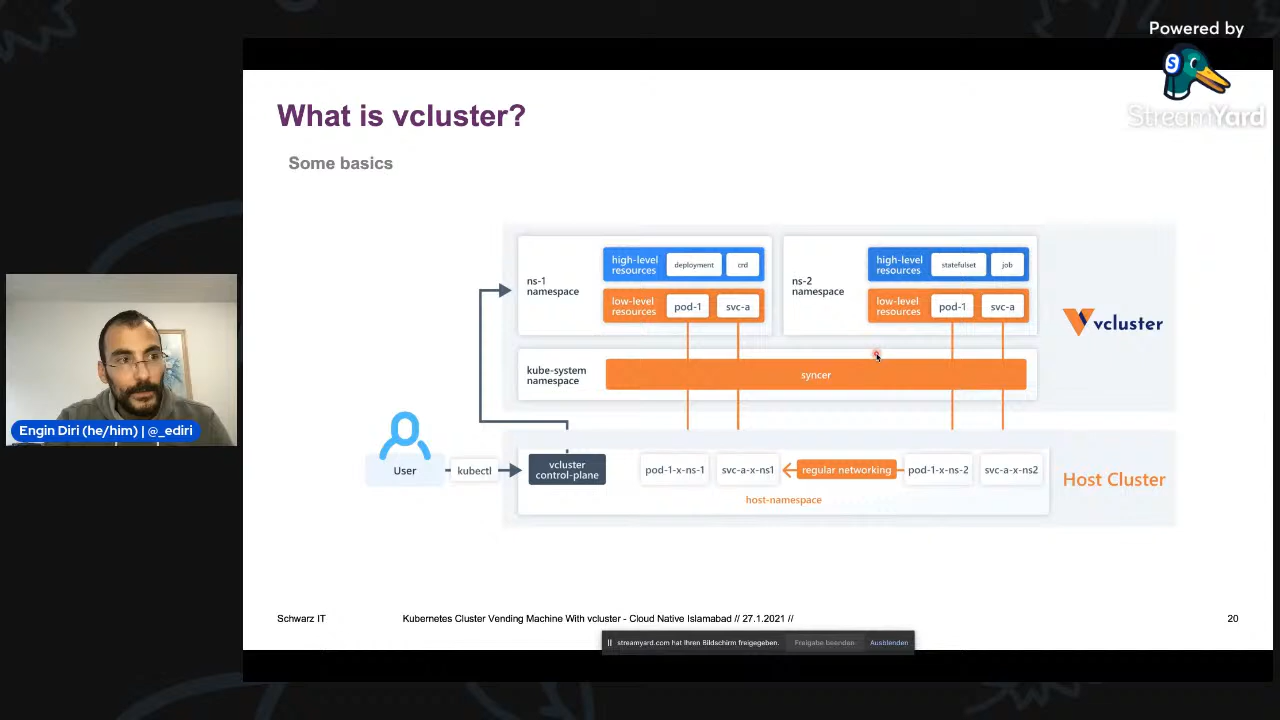 Powered by
StreamYard
What is vcluster?
Some basics
ns-1
namespace
high-level
resources
deployment
crd
low-level
resources
pod-1
svc-a
ns-2
namespace
high-level
resources
statefulset
job
low-level
resources
pod-1
svc-a
vcluster
kube-system
namespace
syncer
User
kubectl
vcluster
control-plane
pod-1-x-ns-1
svc-a-x-ns1
regular networking
pod-1-x-ns-2
svc-a-x-ns2
host-namespace
Host Cluster
Engin Diri (he/him) | @_ediri
Schwarz IT
Kubernetes Cluster Vending Machine With vcluster - Cloud Native Islamabad // 27.1.2021 //
20
streamyard.com hat Ihren Bildschirm freigegeben.
Freigabe beenden
Ausblenden